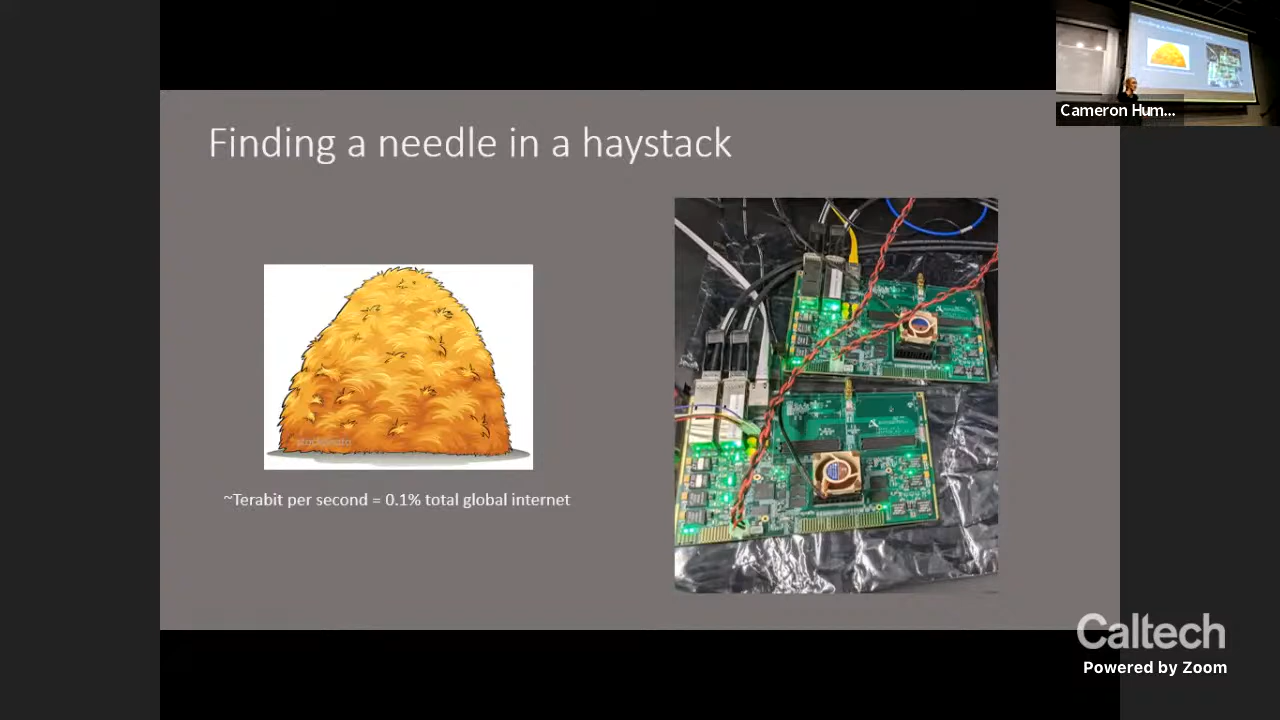 Finding a needle in a haystack
Cameron Hum...
~Terabit per second = 0.1% total global internet
Caltech
Powered by Zoom